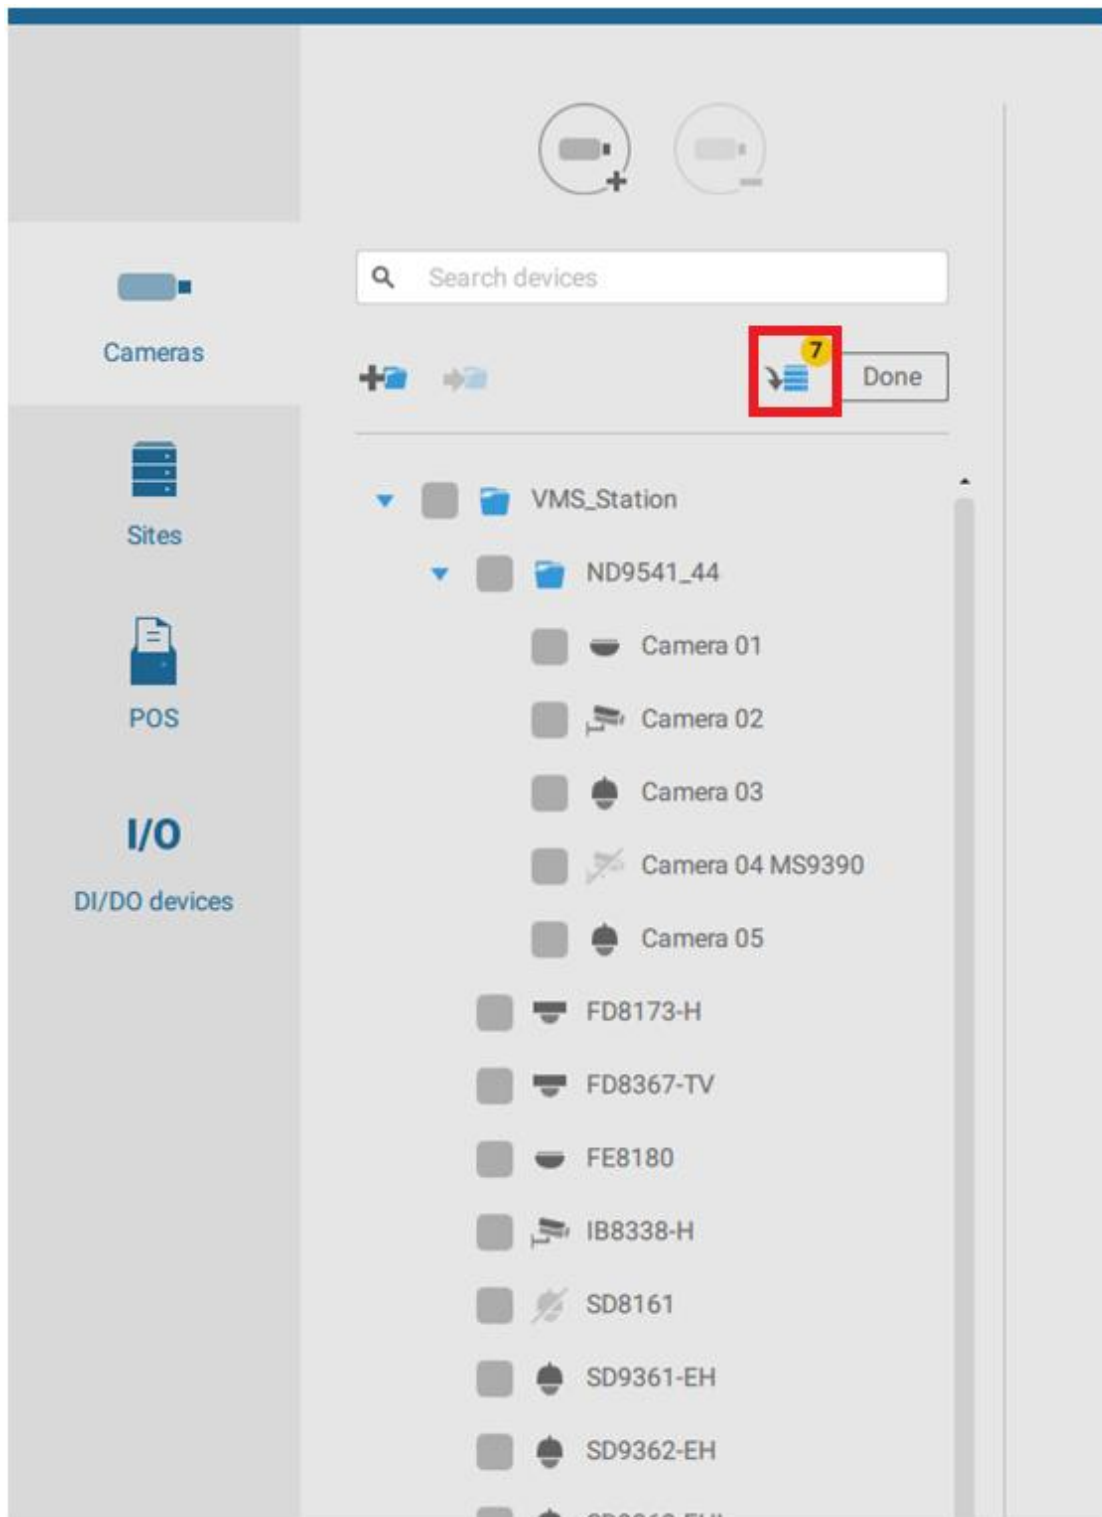 Search devices
Cameras
7
Done
VMS_Station
Sites
ND9541_44
Camera 01
Camera 02
POS
Camera 03
I/O
Camera 04 MS9390
DI/DO devices
Camera 05
FD8173-H
FD8367-TV
FE8180
IB8338-H
SD8161
SD9361-EH
SD9362-EH